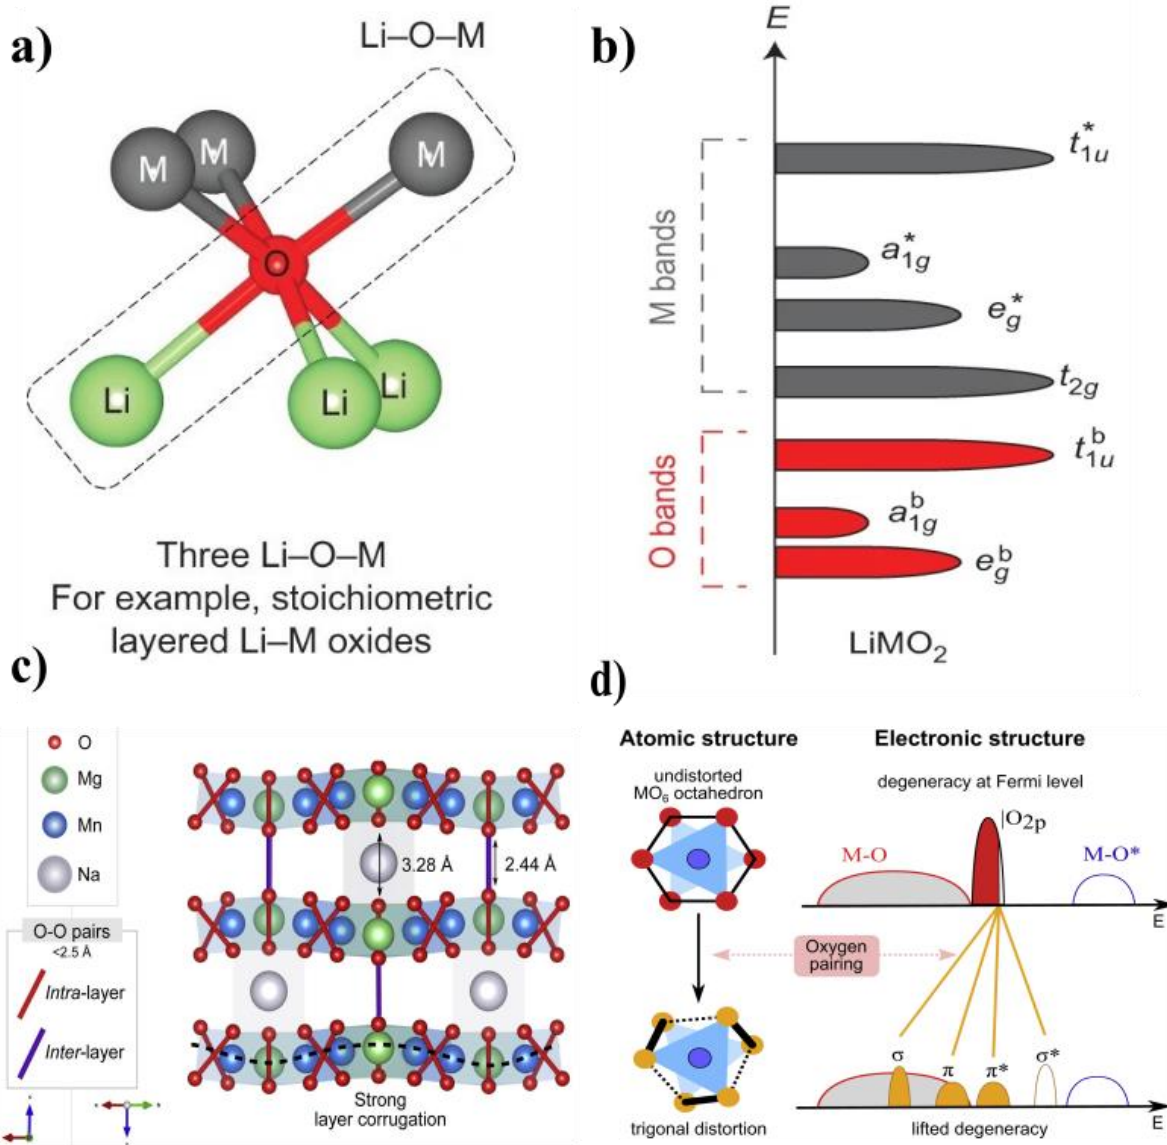 a)
Li–O–M
M
M
M
O
Li
Li
Li
Three Li–O–M
For example, stoichiometric
layered Li–M oxides
b)
E
M bands
O bands
t*1u
a*1g
e*g
t2g
tb1u
ab1g
ebg
LiMO2
c)
O
Mg
Mn
Na
O-O pairs
<2.5 Å
Intra-layer
Inter-layer
3.28 Å
2.44 Å
Strong
layer corrugation
d)
Atomic structure
Electronic structure
undistorted
MO6 octahedron
degeneracy at Fermi level
|O2p
M-O
M-O*
E
Oxygen
pairing
σ
π
π*
σ*
E
trigonal distortion
lifted degeneracy